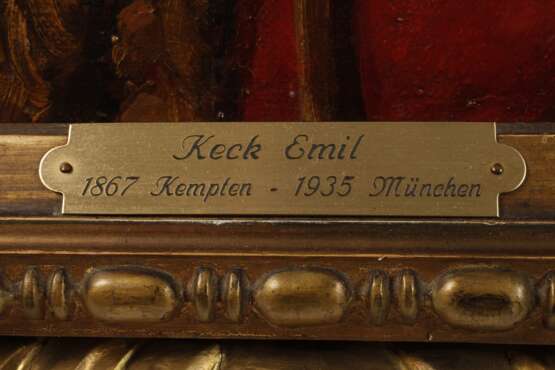 Keck Emil
1867 Kempten - 1935 München